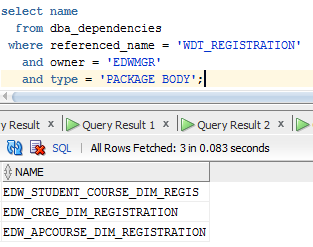 select name
from dba_dependencies
where referenced_name = 'WDT_REGISTRATION'
and owner = 'EDWMGR'
and type = 'PACKAGE BODY';
Query Result × Query Result 1 × Query Result 2 ×
SQL | All Rows Fetched: 3 in 0.083 seconds
NAME
EDW_STUDENT_COURSE_DIM_REGIS
EDW_CREG_DIM_REGISTRATION
EDW_APCOURSE_DIM_REGISTRATION